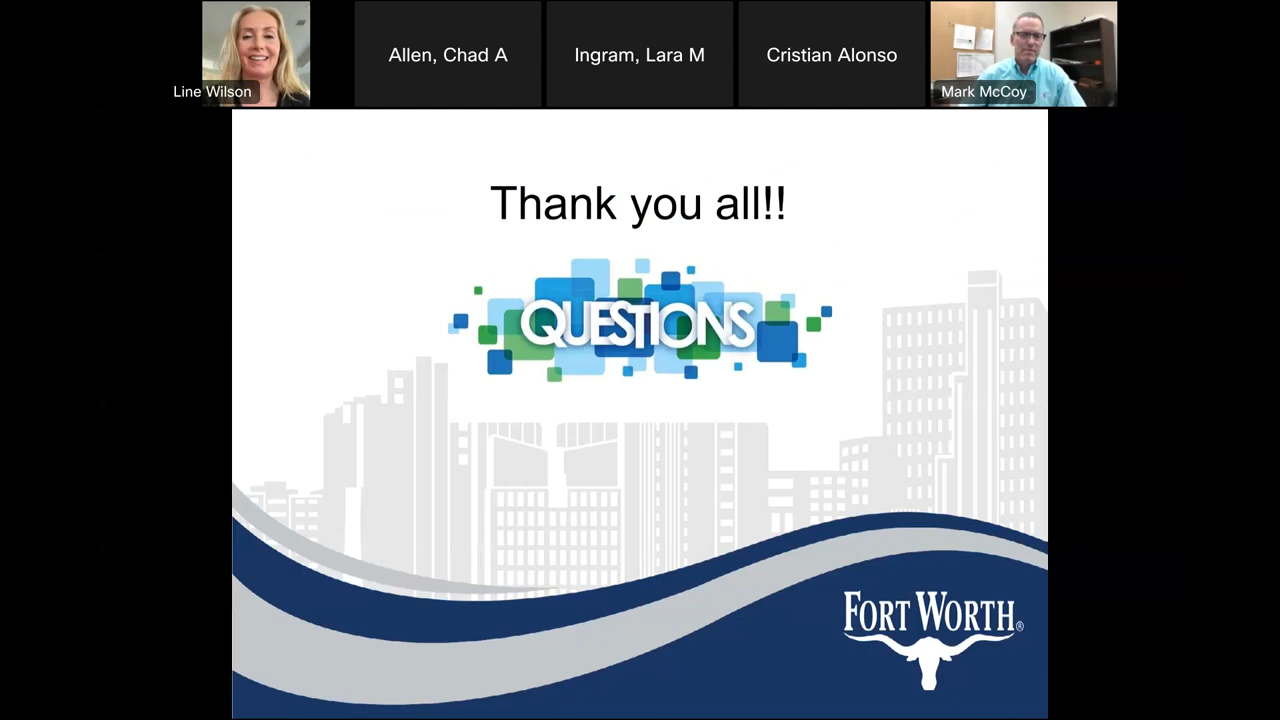 Line Wilson
Allen, Chad A
Ingram, Lara M
Cristian Alonso
Mark McCoy
Thank you all!!
QUESTIONS
FORT WORTH®